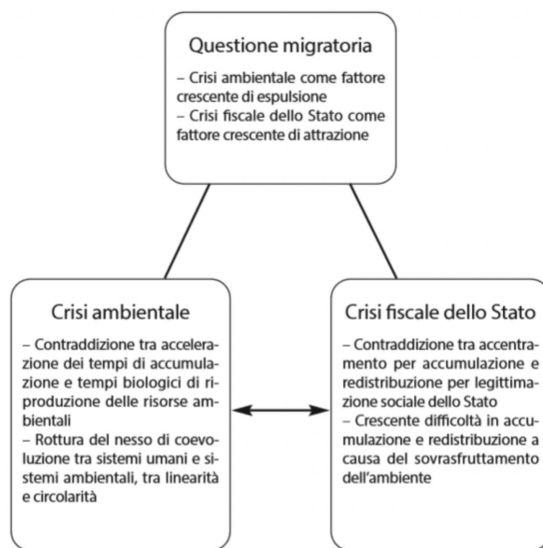 Questione migratoria
– Crisi ambientale come fattore
crescente di espulsione
– Crisi fiscale dello Stato come
fattore crescente di attrazione
Crisi ambientale
– Contraddizione tra accelera-
zione dei tempi di accumula-
zione e tempi biologici di ri-
produzione delle risorse am-
bientali
– Rottura del nesso di coevo-
luzione tra sistemi umani e si-
stemi ambientali, tra linearità
e circolarità
Crisi fiscale dello Stato
– Contraddizione tra accentra-
mento per accumulazione e
redistribuzione per legittima-
zione sociale dello Stato
– Crescente difficoltà in accu-
mulazione e redistribuzione a
causa del sovrasfruttamento
dell'ambiente